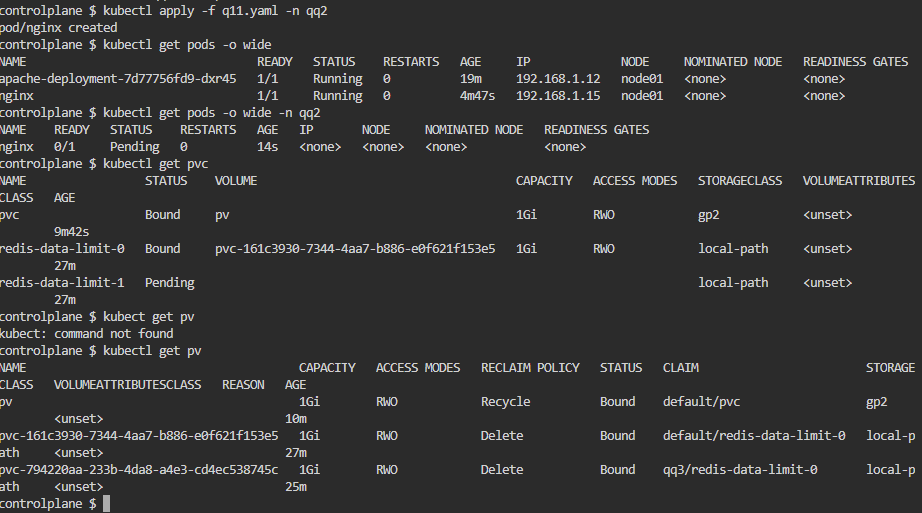 controlplane $ kubectl apply -f q11.yaml -n qq2
pod/nginx created
controlplane $ kubectl get pods -o wide
NAME READY STATUS RESTARTS AGE IP NODE NOMINATED NODE READINESS GATES
apache-deployment-7d77756fd9-dxr45 1/1 Running 0 19m 192.168.1.12 node01 <none> <none>
nginx 1/1 Running 0 4m47s 192.168.1.15 node01 <none> <none>
controlplane $ kubectl get pods -o wide -n qq2
NAME READY STATUS RESTARTS AGE IP NODE NOMINATED NODE READINESS GATES
nginx 0/1 Pending 0 14s <none> <none> <none> <none>
controlplane $ kubectl get pvc
NAME STATUS VOLUME CAPACITY ACCESS MODES STORAGECLASS VOLUMEATTRIBUTES
CLASS AGE
pvc Bound pv 1Gi RWO gp2 <unset>
9m42s
redis-data-limit-0 Bound pvc-161c3930-7344-4aa7-b886-e0f621f153e5 1Gi RWO local-path <unset>
27m
redis-data-limit-1 Pending local-path <unset>
27m
controlplane $ kubect get pv
kubect: command not found
controlplane $ kubectl get pv
NAME CAPACITY ACCESS MODES RECLAIM POLICY STATUS CLAIM STORAGE
CLASS VOLUMEATTRIBUTESCLASS REASON AGE
pv 1Gi RWO Recycle Bound default/pvc gp2
<unset> 10m
pvc-161c3930-7344-4aa7-b886-e0f621f153e5 1Gi RWO Delete Bound default/redis-data-limit-0 local-p
ath <unset> 27m
pvc-794220aa-233b-4da8-a4e3-cd4ec538745c 1Gi RWO Delete Bound qq3/redis-data-limit-0 local-p
ath <unset> 25m
controlplane $